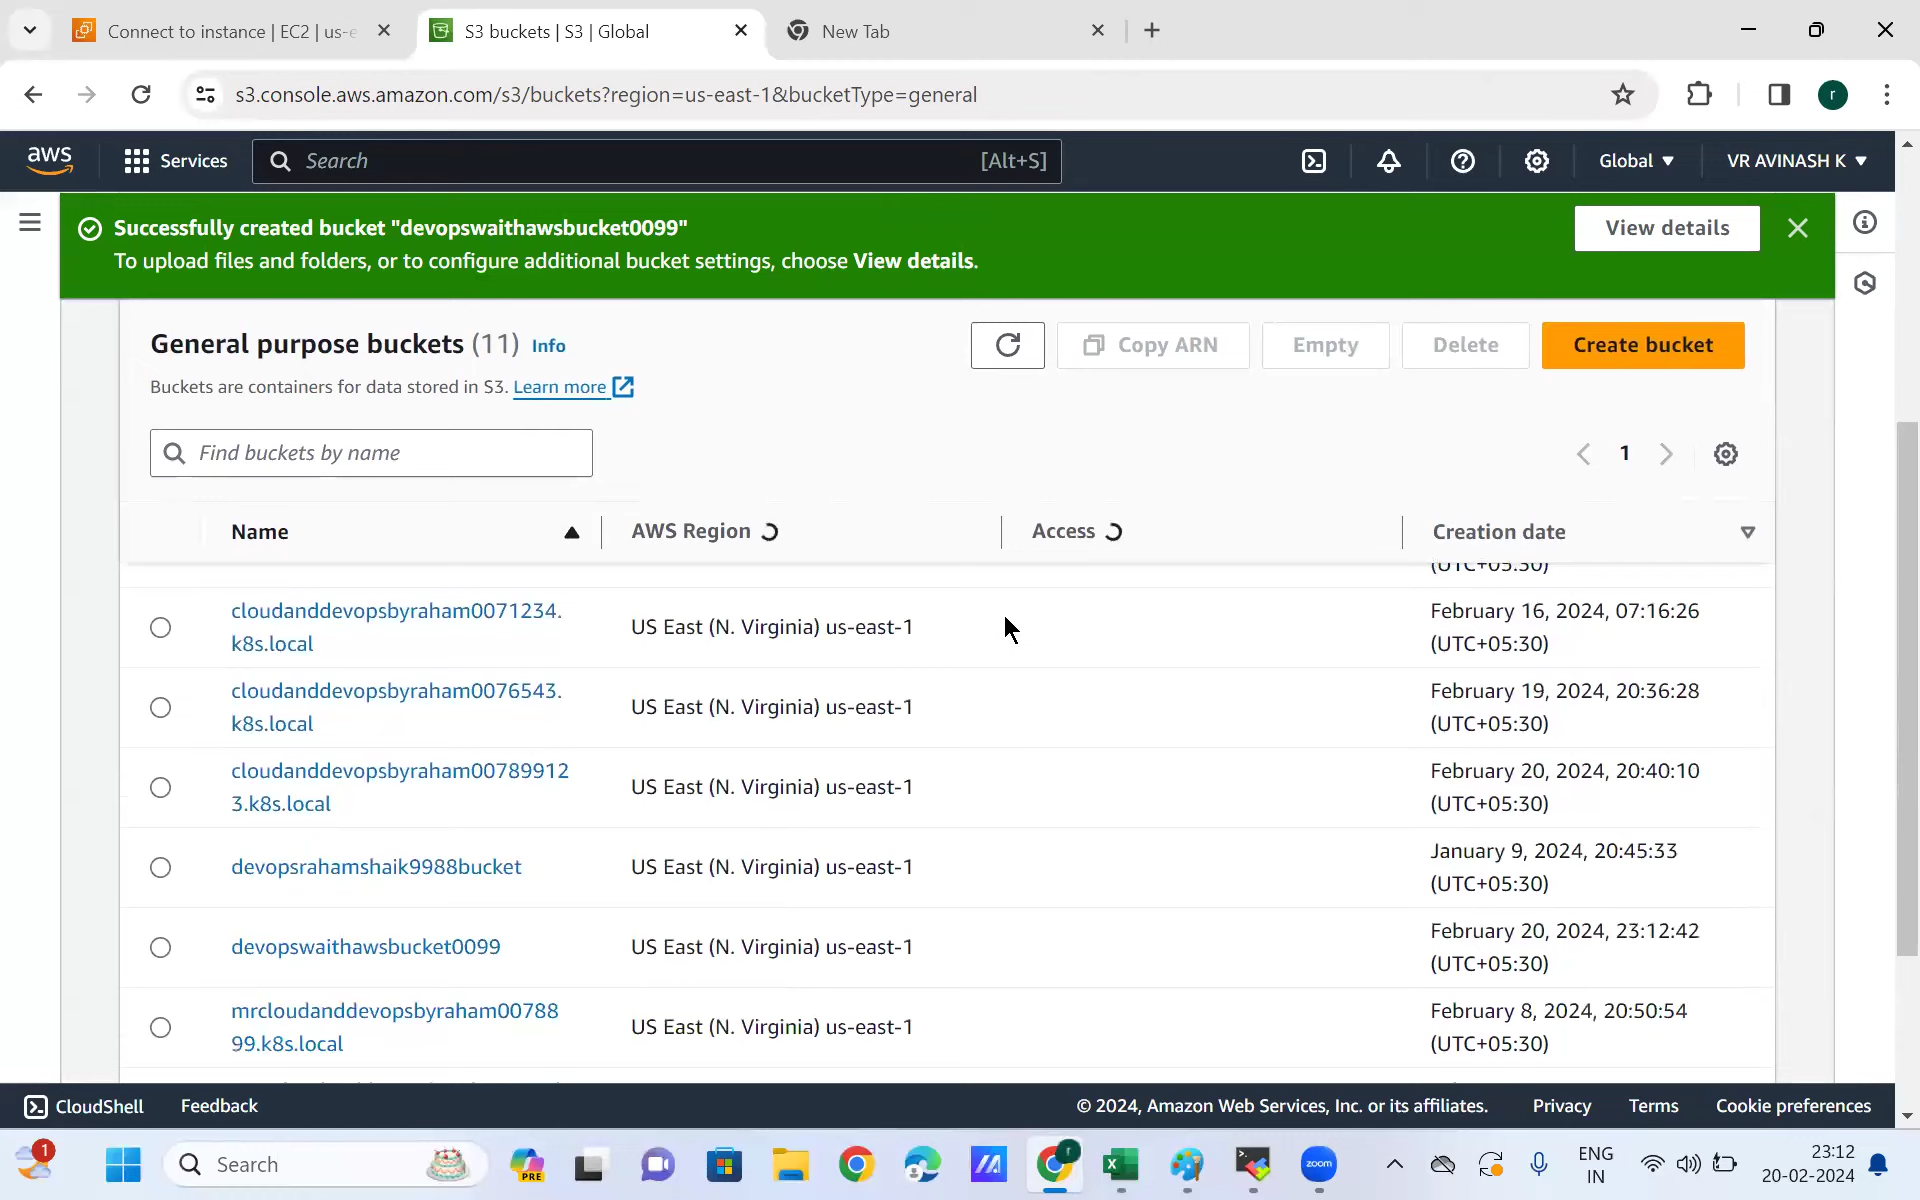 Connect to instance | EC2 | us-e
S3 buckets | S3 | Global
New Tab
s3.console.aws.amazon.com/s3/buckets?region=us-east-1&bucketType=general
r
aws
Services
Search
[Alt+S]
Global
VR AVINASH K
Successfully created bucket "devopswaithawsbucket0099"
To upload files and folders, or to configure additional bucket settings, choose View details.
View details
General purpose buckets (11) Info
Buckets are containers for data stored in S3. Learn more
Copy ARN
Empty
Delete
Create bucket
Find buckets by name
1
Name
AWS Region
Access
Creation date
(UTC+05:30)
cloudanddevopsbyraham0071234.
k8s.local
US East (N. Virginia) us-east-1
February 16, 2024, 07:16:26
(UTC+05:30)
cloudanddevopsbyraham0076543.
k8s.local
US East (N. Virginia) us-east-1
February 19, 2024, 20:36:28
(UTC+05:30)
cloudanddevopsbyraham00789912
3.k8s.local
US East (N. Virginia) us-east-1
February 20, 2024, 20:40:10
(UTC+05:30)
devopsrahamshaik9988bucket
US East (N. Virginia) us-east-1
January 9, 2024, 20:45:33
(UTC+05:30)
devopswaithawsbucket0099
US East (N. Virginia) us-east-1
February 20, 2024, 23:12:42
(UTC+05:30)
mrcloudanddevopsbyraham00788
99.k8s.local
US East (N. Virginia) us-east-1
February 8, 2024, 20:50:54
(UTC+05:30)
CloudShell
Feedback
© 2024, Amazon Web Services, Inc. or its affiliates.
Privacy
Terms
Cookie preferences
1
Search
PRE
r
zoom
ENG
IN
23:12
20-02-2024